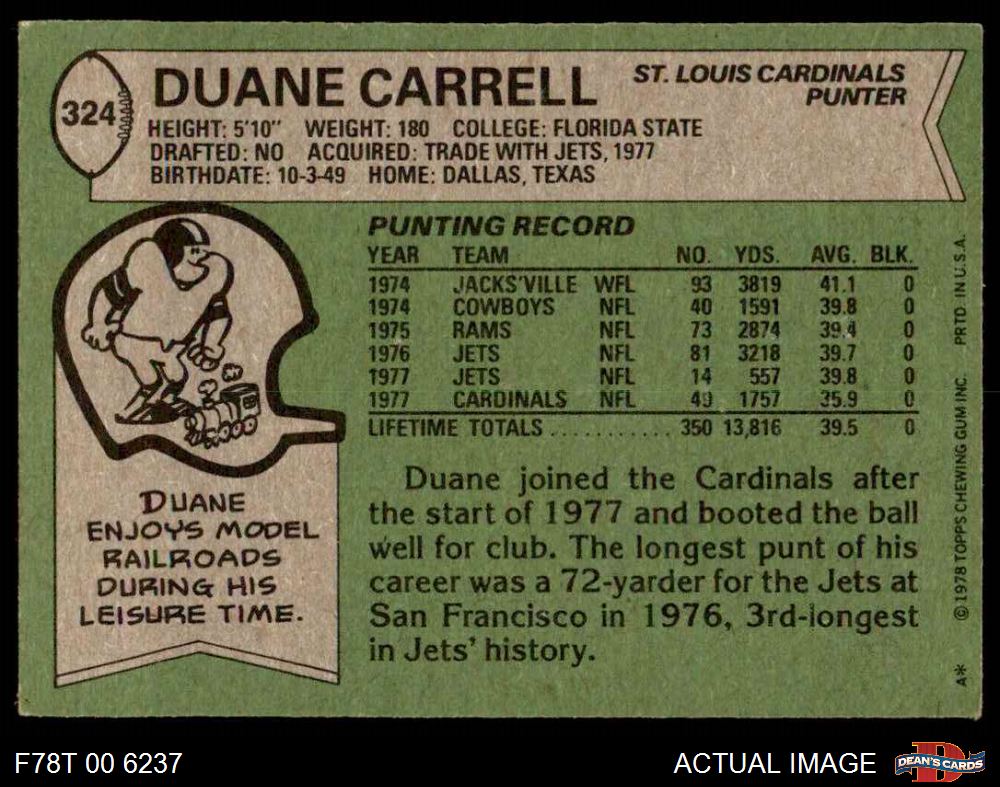 324
DUANE CARRELL
ST. LOUIS CARDINALS
PUNTER
HEIGHT: 5'10" WEIGHT: 180 COLLEGE: FLORIDA STATE
DRAFTED: NO ACQUIRED: TRADE WITH JETS, 1977
BIRTHDATE: 10-3-49 HOME: DALLAS, TEXAS
PUNTING RECORD
YEAR TEAM NO. YDS. AVG. BLK.
1974 JACKS'VILLE WFL 93 3819 41.1 0
1974 COWBOYS NFL 40 1591 39.8 0
1975 RAMS NFL 73 2874 39.4 0
1976 JETS NFL 81 3218 39.7 0
1977 JETS NFL 14 557 39.8 0
1977 CARDINALS NFL 49 1757 35.9 0
LIFETIME TOTALS ........... 350 13,816 39.5 0
DUANE
ENJOYS MODEL
RAILROADS
DURING HIS
LEISURE TIME.
Duane joined the Cardinals after
the start of 1977 and booted the ball
well for club. The longest punt of his
career was a 72-yarder for the Jets at
San Francisco in 1976, 3rd-longest
in Jets' history.
A* ©1978 TOPPS CHEWING GUM INC. PRTD. IN U.S.A.
F78T 00 6237
ACTUAL IMAGE
D
DEAN'S CARDS